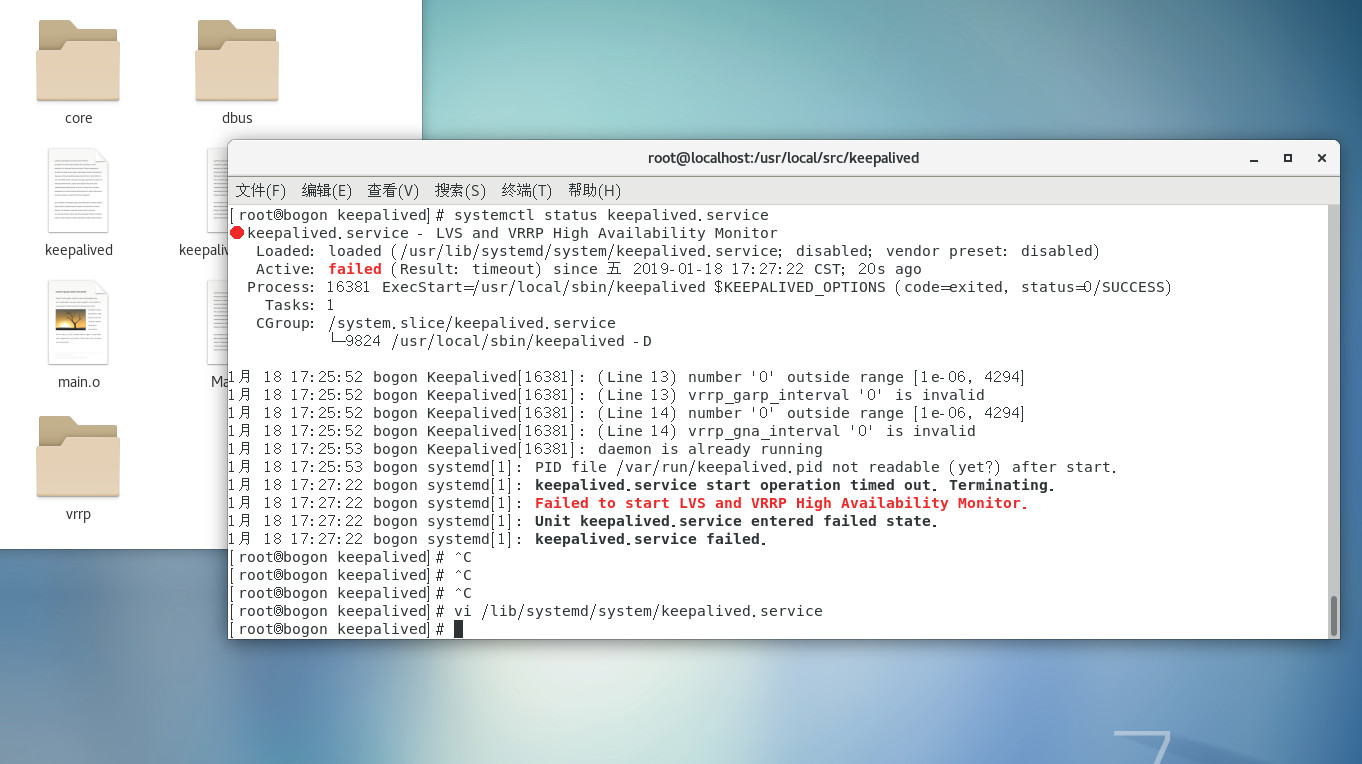 core
dbus
keepalived
keepaliv
main.o
Ma
vrrp
root@localhost:/usr/local/src/keepalived
文件(F) 编辑(E) 查看(V) 搜索(S) 终端(T) 帮助(H)
[root@bogon keepalived]# systemctl status keepalived.service
keepalived.service - LVS and VRRP High Availability Monitor
Loaded: loaded (/usr/lib/systemd/system/keepalived.service; disabled; vendor preset: disabled)
Active: failed (Result: timeout) since 五 2019-01-18 17:27:22 CST; 20s ago
Process: 16381 ExecStart=/usr/local/sbin/keepalived $KEEPALIVED_OPTIONS (code=exited, status=0/SUCCESS)
Tasks: 1
CGroup: /system.slice/keepalived.service
└─9824 /usr/local/sbin/keepalived -D
1月 18 17:25:52 bogon Keepalived[16381]: (Line 13) number '0' outside range [1e-06, 4294]
1月 18 17:25:52 bogon Keepalived[16381]: (Line 13) vrrp_garp_interval '0' is invalid
1月 18 17:25:52 bogon Keepalived[16381]: (Line 14) number '0' outside range [1e-06, 4294]
1月 18 17:25:52 bogon Keepalived[16381]: (Line 14) vrrp_gna_interval '0' is invalid
1月 18 17:25:53 bogon Keepalived[16381]: daemon is already running
1月 18 17:25:53 bogon systemd[1]: PID file /var/run/keepalived.pid not readable (yet?) after start.
1月 18 17:27:22 bogon systemd[1]: keepalived.service start operation timed out. Terminating.
1月 18 17:27:22 bogon systemd[1]: Failed to start LVS and VRRP High Availability Monitor.
1月 18 17:27:22 bogon systemd[1]: Unit keepalived.service entered failed state.
1月 18 17:27:22 bogon systemd[1]: keepalived.service failed.
[root@bogon keepalived]# ^C
[root@bogon keepalived]# ^C
[root@bogon keepalived]# ^C
[root@bogon keepalived]# vi /lib/systemd/system/keepalived.service
[root@bogon keepalived]#
7